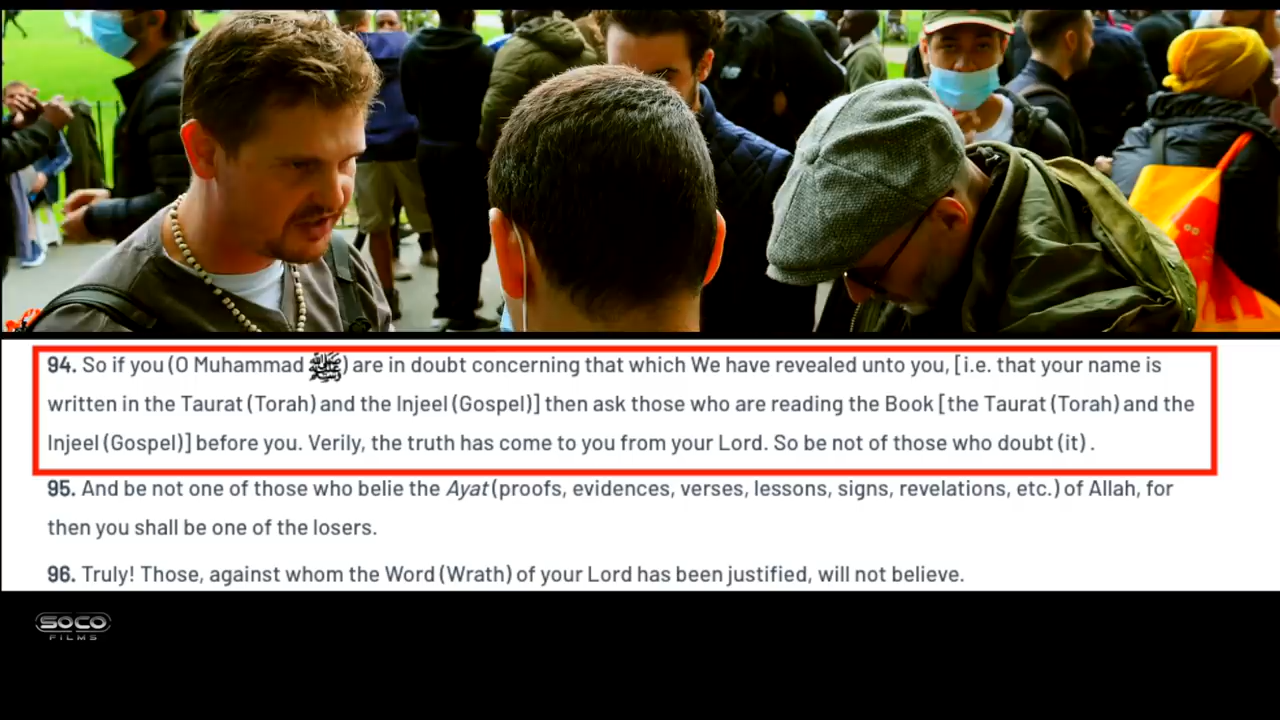 94. So if you (O Muhammad ﷺ) are in doubt concerning that which We have revealed unto you, [i.e. that your name is
written in the Taurat (Torah) and the Injeel (Gospel)] then ask those who are reading the Book [the Taurat (Torah) and the
Injeel (Gospel)] before you. Verily, the truth has come to you from your Lord. So be not of those who doubt (it) .
95. And be not one of those who belie the Ayat (proofs, evidences, verses, lessons, signs, revelations, etc.) of Allah, for
then you shall be one of the losers.
96. Truly! Those, against whom the Word (Wrath) of your Lord has been justified, will not believe.
SOCO
FILMS